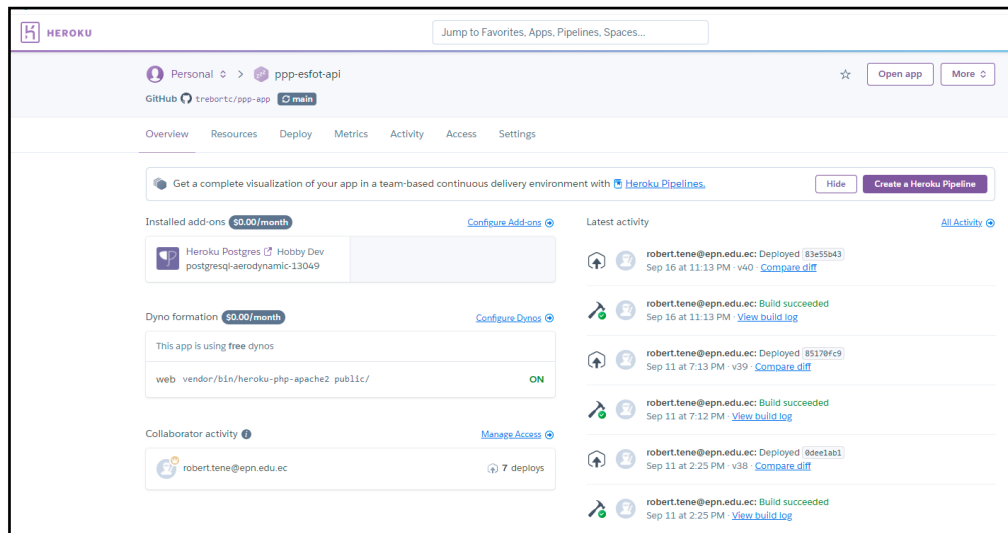 HEROKU
Jump to Favorites, Apps, Pipelines, Spaces...
Personal > ppp-esfot-api
Open app
More
GitHub trebortc/ppp-app main
Overview Resources Deploy Metrics Activity Access Settings
Get a complete visualization of your app in a team-based continuous delivery environment with Heroku Pipelines.
Hide
Create a Heroku Pipeline
Installed add-ons $0.00/month
Configure Add-ons
Heroku Postgres Hobby Dev
postgresql-aerodynamic-13049
Dyno formation $0.00/month
Configure Dynos
This app is using free dynos
web vendor/bin/heroku-php-apache2 public/
ON
Collaborator activity
Manage Access
robert.tene@epn.edu.ec
7 deploys
Latest activity
All Activity
robert.tene@epn.edu.ec: Deployed 83e55b43
Sep 16 at 11:13 PM · v40 · Compare diff
robert.tene@epn.edu.ec: Build succeeded
Sep 16 at 11:13 PM · View build log
robert.tene@epn.edu.ec: Deployed 85170fc9
Sep 11 at 7:13 PM · v39 · Compare diff
robert.tene@epn.edu.ec: Build succeeded
Sep 11 at 7:12 PM · View build log
robert.tene@epn.edu.ec: Deployed 0dee1ab1
Sep 11 at 2:25 PM · v38 · Compare diff
robert.tene@epn.edu.ec: Build succeeded
Sep 11 at 2:25 PM · View build log